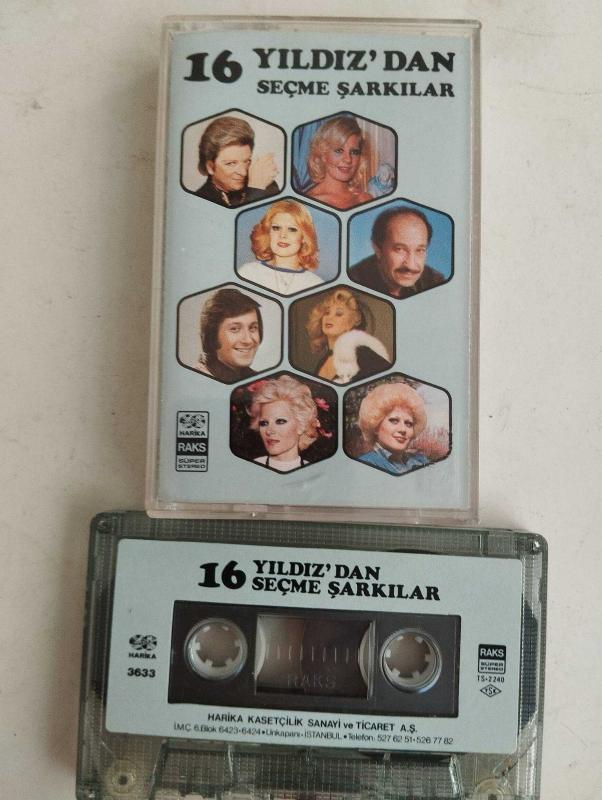 16 YILDIZ'DAN
SEÇME ŞARKILAR
HARİKA
RAKS
SÜPER
STEREO
16 YILDIZ'DAN
SEÇME ŞARKILAR
HARİKA
3633
RAKS
SÜPER
STEREO
TS-2240
TSK
RAKS
HARİKA KASETÇİLİK SANAYİ ve TİCARET A.Ş.
İ.M.Ç. 6.Blok 6423-6424 • Unkapanı - İSTANBUL • Telefon: 527 62 51 - 526 77 82